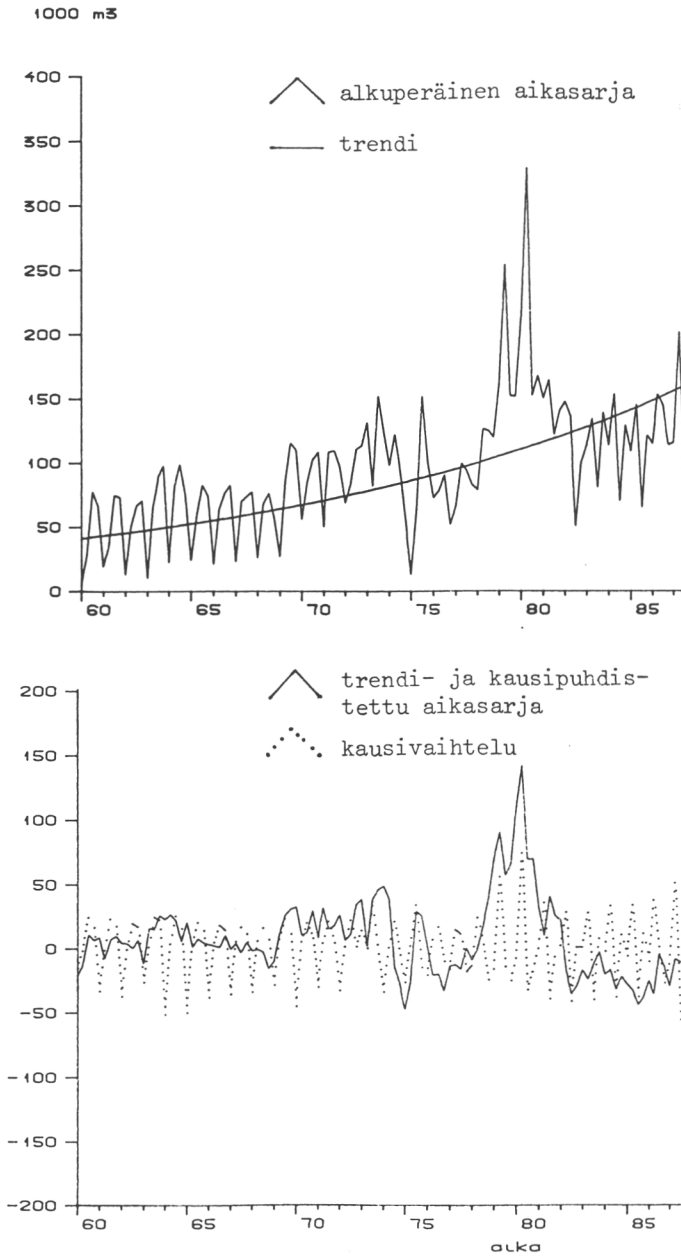 1000 m3
400
alkuperäinen aikasarja
350
trendi
300
250
200
150
100
50
0
60 65 70 75 80 85
200
trendi- ja kausipuhdis-
tettu aikasarja
150
kausivaihtelu
100
50
0
-50
-100
-150
-200
60 65 70 75 80 85
aika